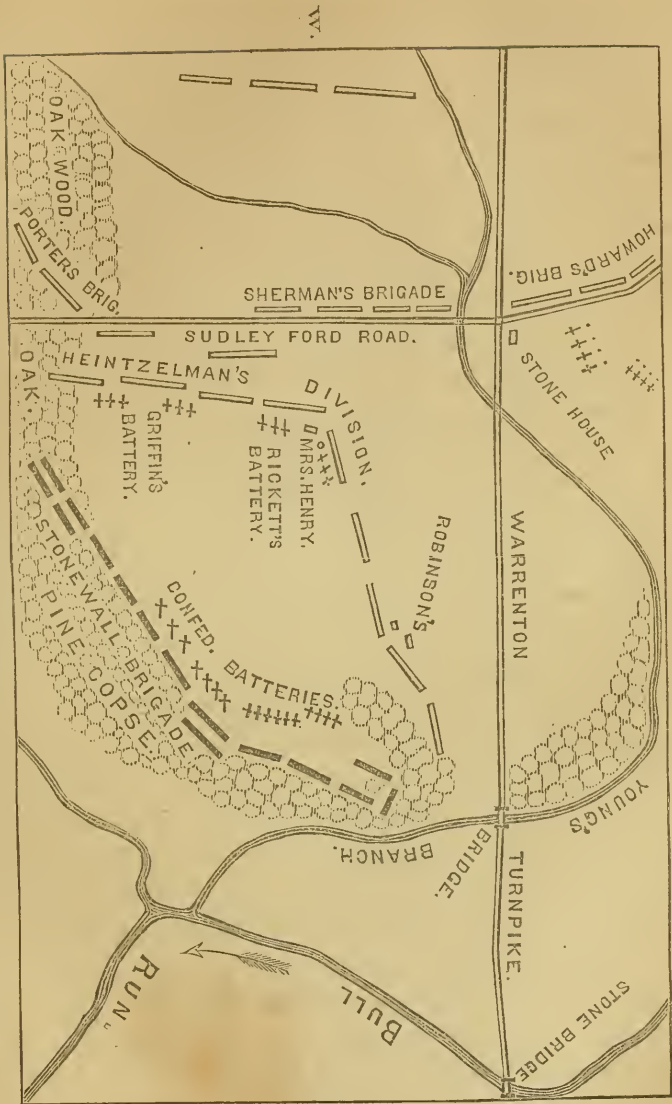 W.
OAK WOOD.
PORTERS BRIG.
HOWARD'S BRIG.
SHERMAN'S BRIGADE
SUDLEY FORD ROAD.
STONE HOUSE
OAK.
HEINTZELMAN'S
DIVISION.
GRIFFIN'S
BATTERY.
RICKETT'S
BATTERY.
MRS. HENRY.
ROBINSON'S
WARRENTON
TURNPIKE.
STONEWALL BRIGADE
PINE COPSE
CONFED. BATTERIES.
YOUNG'S
BRANCH.
BRIDGE.
STONE BRIDGE
BULL
RUN.